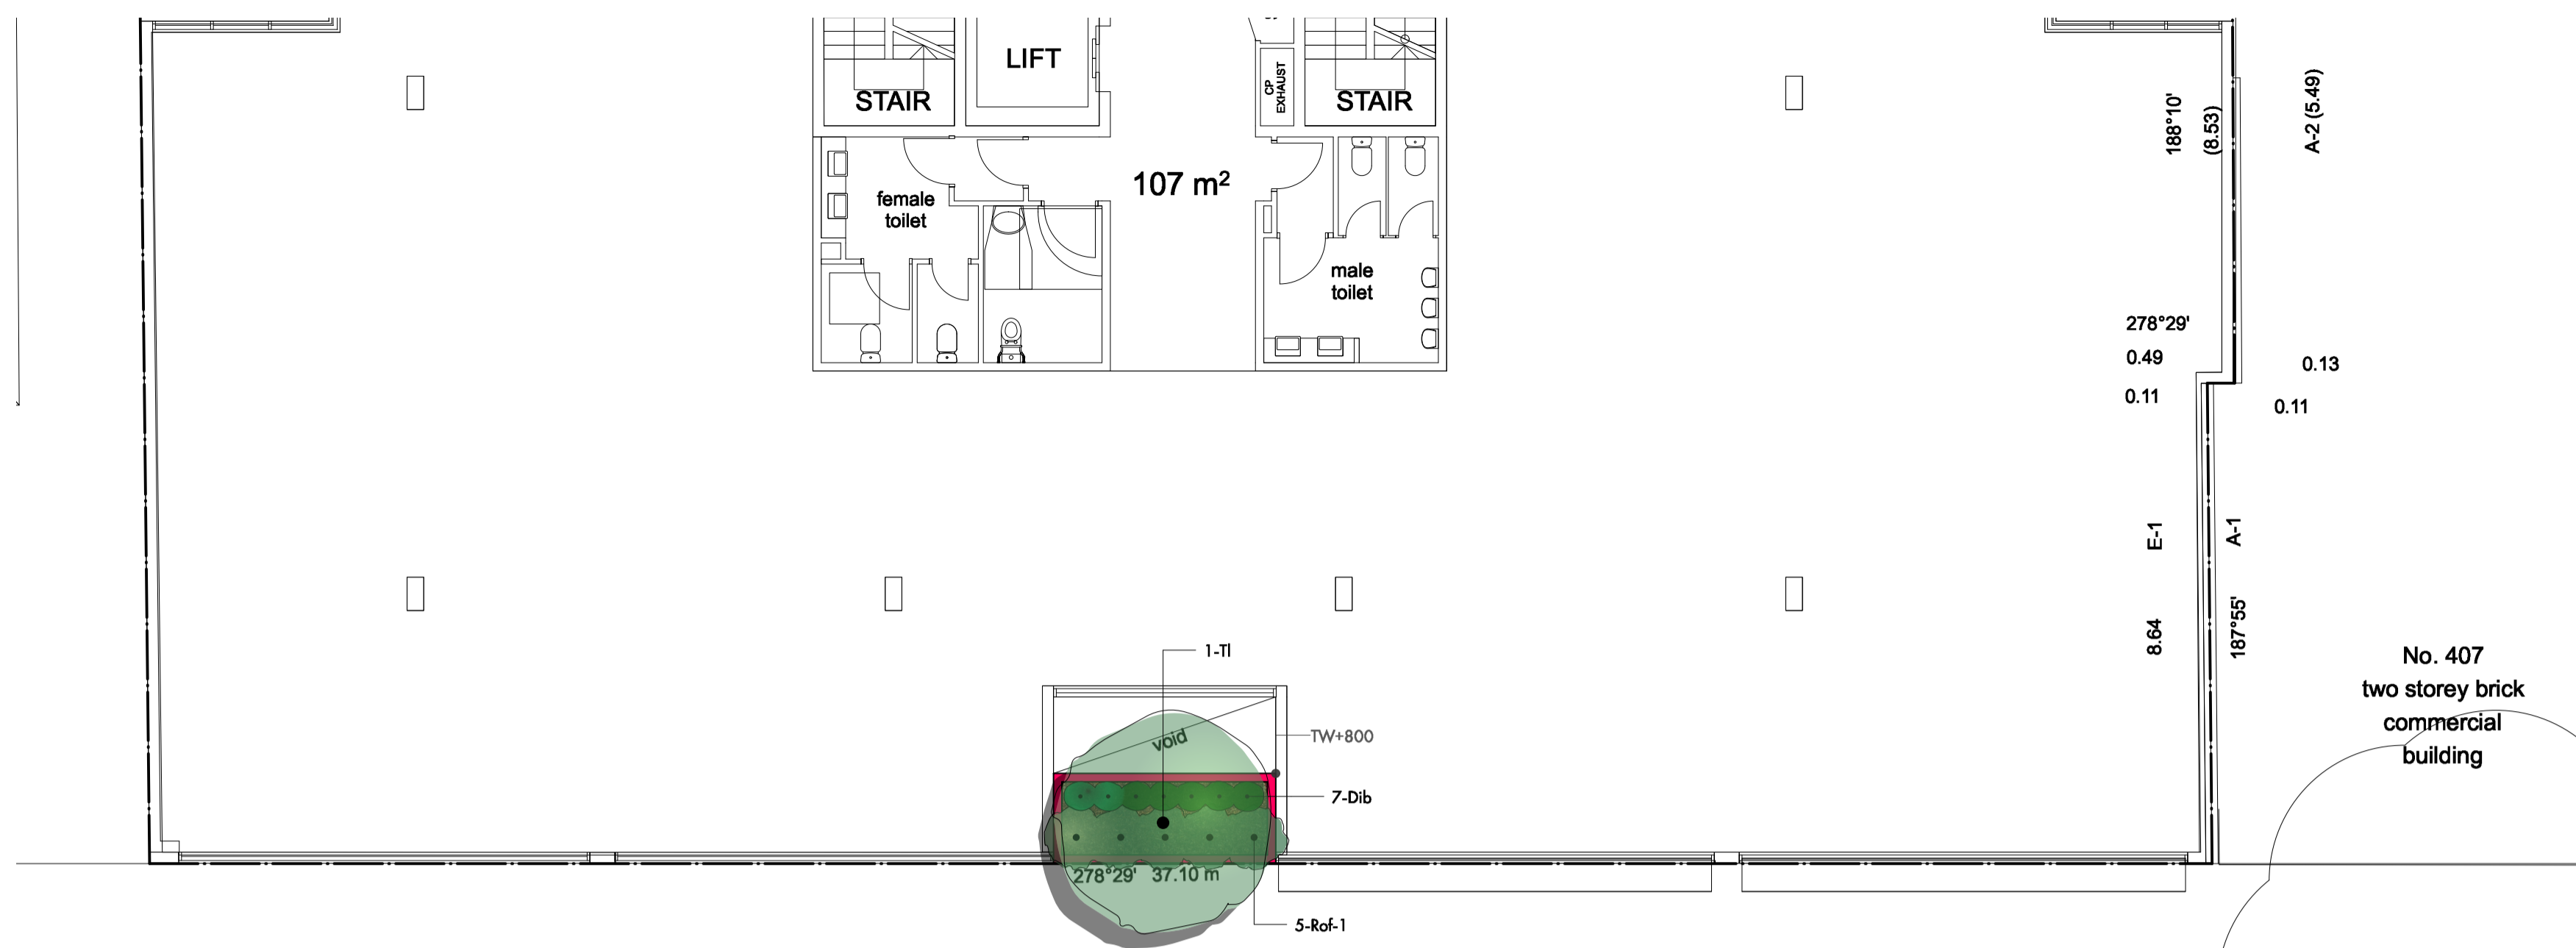 LIFT
STAIR
CP
EXHAUST
STAIR
188°10'
(8.53)
A-2 (5.49)
107 m²
female
toilet
male
toilet
278°29'
0.49
0.13
0.11
0.11
E-1
A-1
8.64
187°55'
No. 407
two storey brick
commercial
building
1-Tl
void
TW+800
7-Dib
278°29' 37.10 m
5-Rof-1